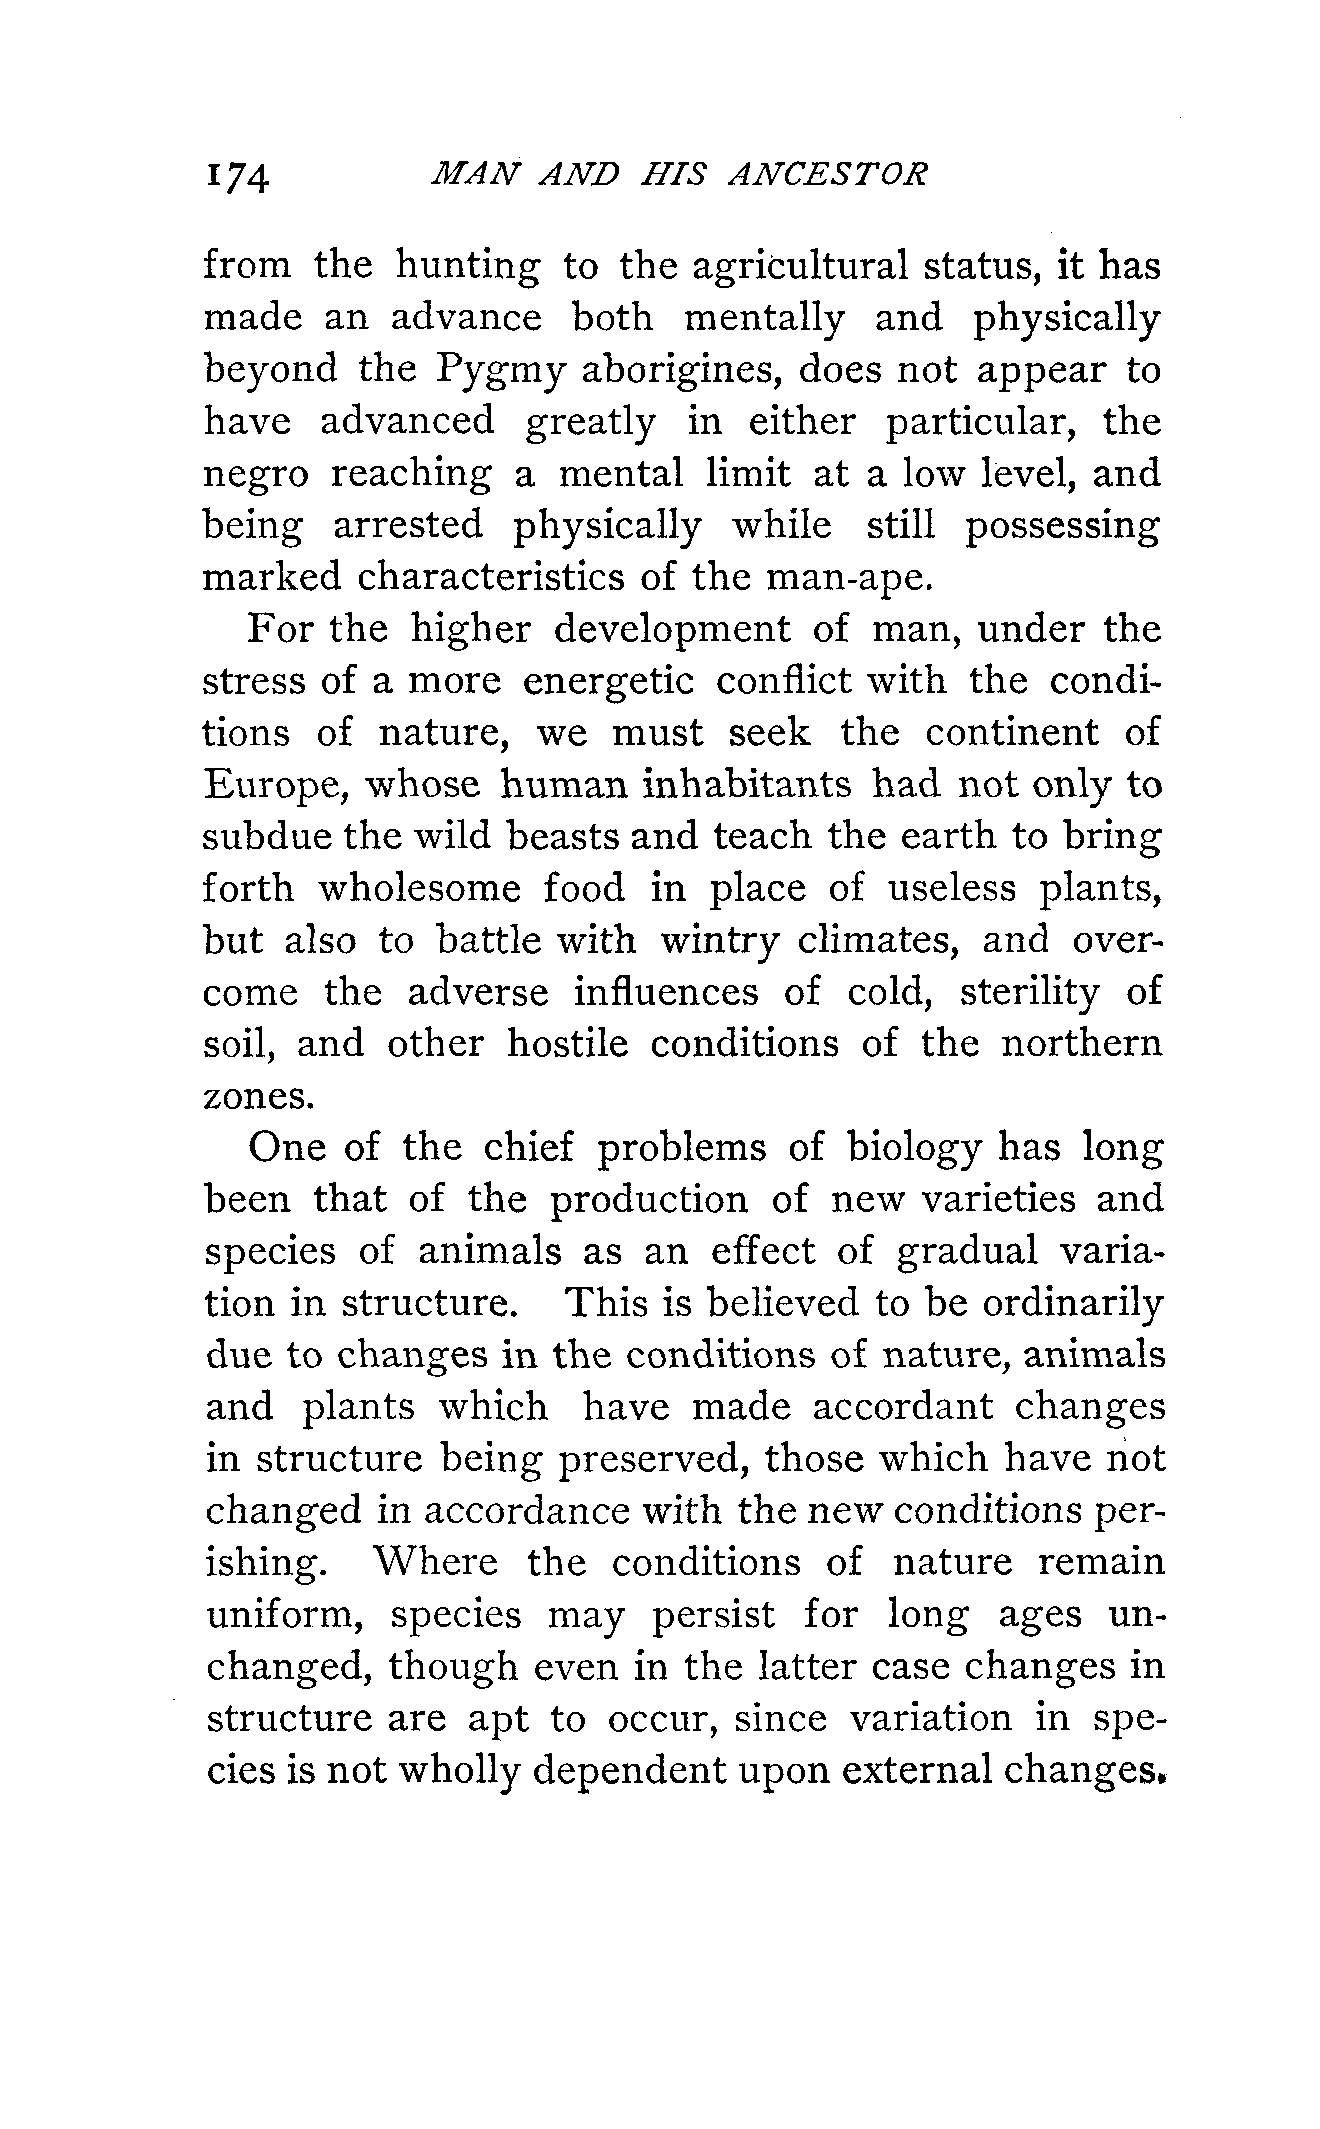 174 MAN AND HIS ANCESTOR
from the hunting to the agricultural status, it has
made an advance both mentally and physically
beyond the Pygmy aborigines, does not appear to
have advanced greatly in either particular, the
negro reaching a mental limit at a low level, and
being arrested physically while still possessing
marked characteristics of the man-ape.
For the higher development of man, under the
stress of a more energetic conflict with the condi-
tions of nature, we must seek the continent of
Europe, whose human inhabitants had not only to
subdue the wild beasts and teach the earth to bring
forth wholesome food in place of useless plants,
but also to battle with wintry climates, and over-
come the adverse influences of cold, sterility of
soil, and other hostile conditions of the northern
zones.
One of the chief problems of biology has long
been that of the production of new varieties and
species of animals as an effect of gradual varia-
tion in structure. This is believed to be ordinarily
due to changes in the conditions of nature, animals
and plants which have made accordant changes
in structure being preserved, those which have not
changed in accordance with the new conditions per-
ishing. Where the conditions of nature remain
uniform, species may persist for long ages un-
changed, though even in the latter case changes in
structure are apt to occur, since variation in spe-
cies is not wholly dependent upon external changes.